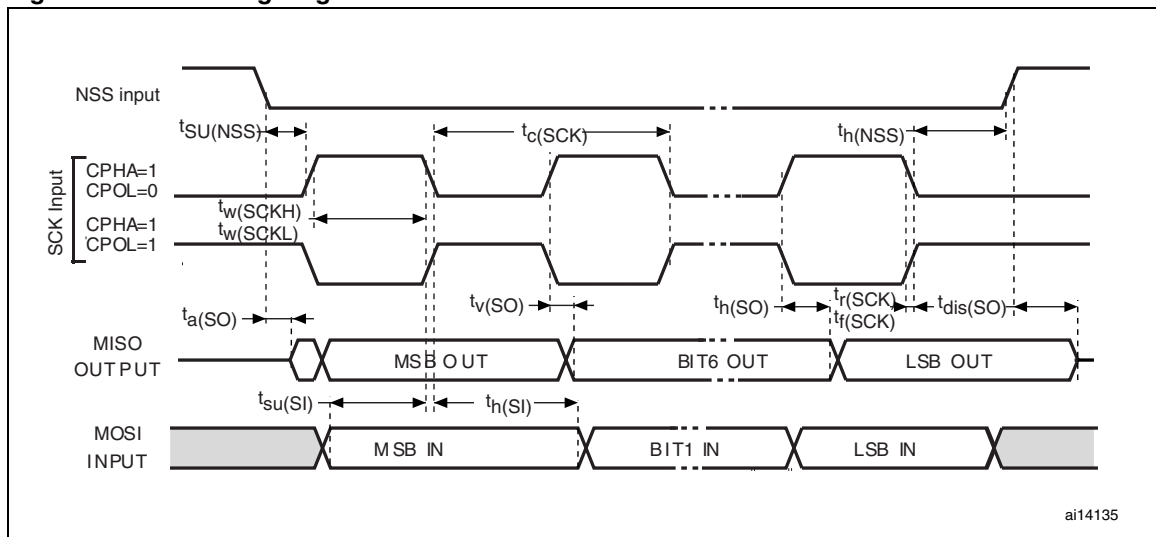 NSS input
tSU(NSS)
tc(SCK)
th(NSS)
SCK Input
CPHA=1
CPOL=0
tw(SCKH)
tw(SCKL)
CPHA=1
CPOL=1
ta(SO)
tv(SO)
th(SO)
tr(SCK)
tf(SCK)
tdis(SO)
MISO
OUTPUT
MSB OUT
BIT6 OUT
LSB OUT
tsu(SI)
th(SI)
MOSI
INPUT
MSB IN
BIT1 IN
LSB IN
ai14135